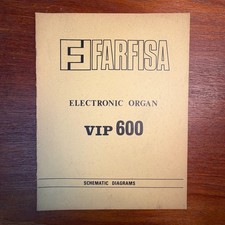 FARFISA
ELECTRONIC ORGAN
VIP 600
SCHEMATIC DIAGRAMS